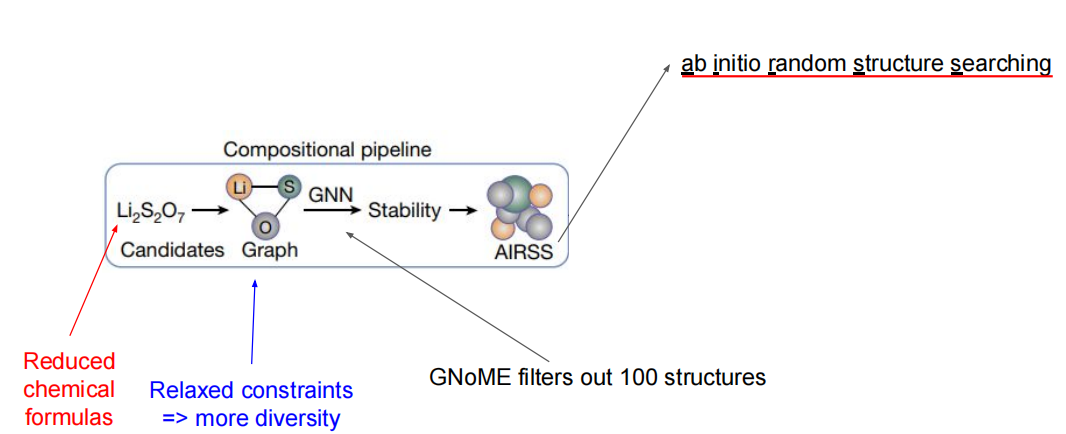 ab initio random structure searching
Compositional pipeline
Li₂S₂O₇
Li
S
O
GNN
Stability
Candidates
Graph
AIRSS
Reduced
chemical
formulas
Relaxed constraints
=> more diversity
GNoME filters out 100 structures